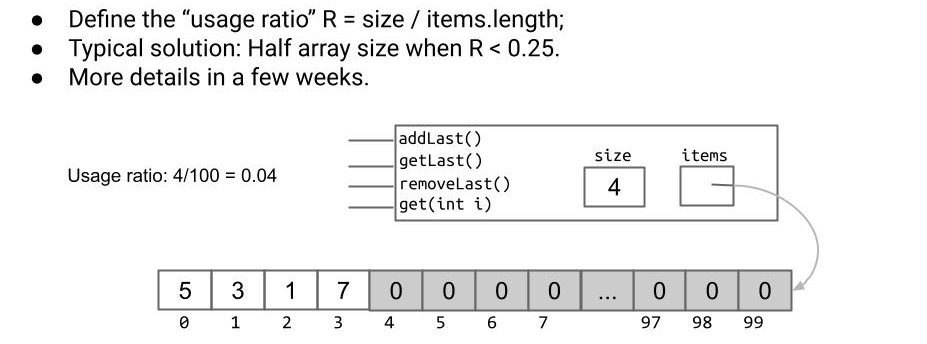 ● Define the “usage ratio” R = size / items.length;
● Typical solution: Half array size when R < 0.25.
● More details in a few weeks.
addLast()
getLast()
removeLast()
get(int i)
size
items
4
Usage ratio: 4/100 = 0.04
5 3 1 7 0 0 0 0 ... 0 0 0
0 1 2 3 4 5 6 7 97 98 99